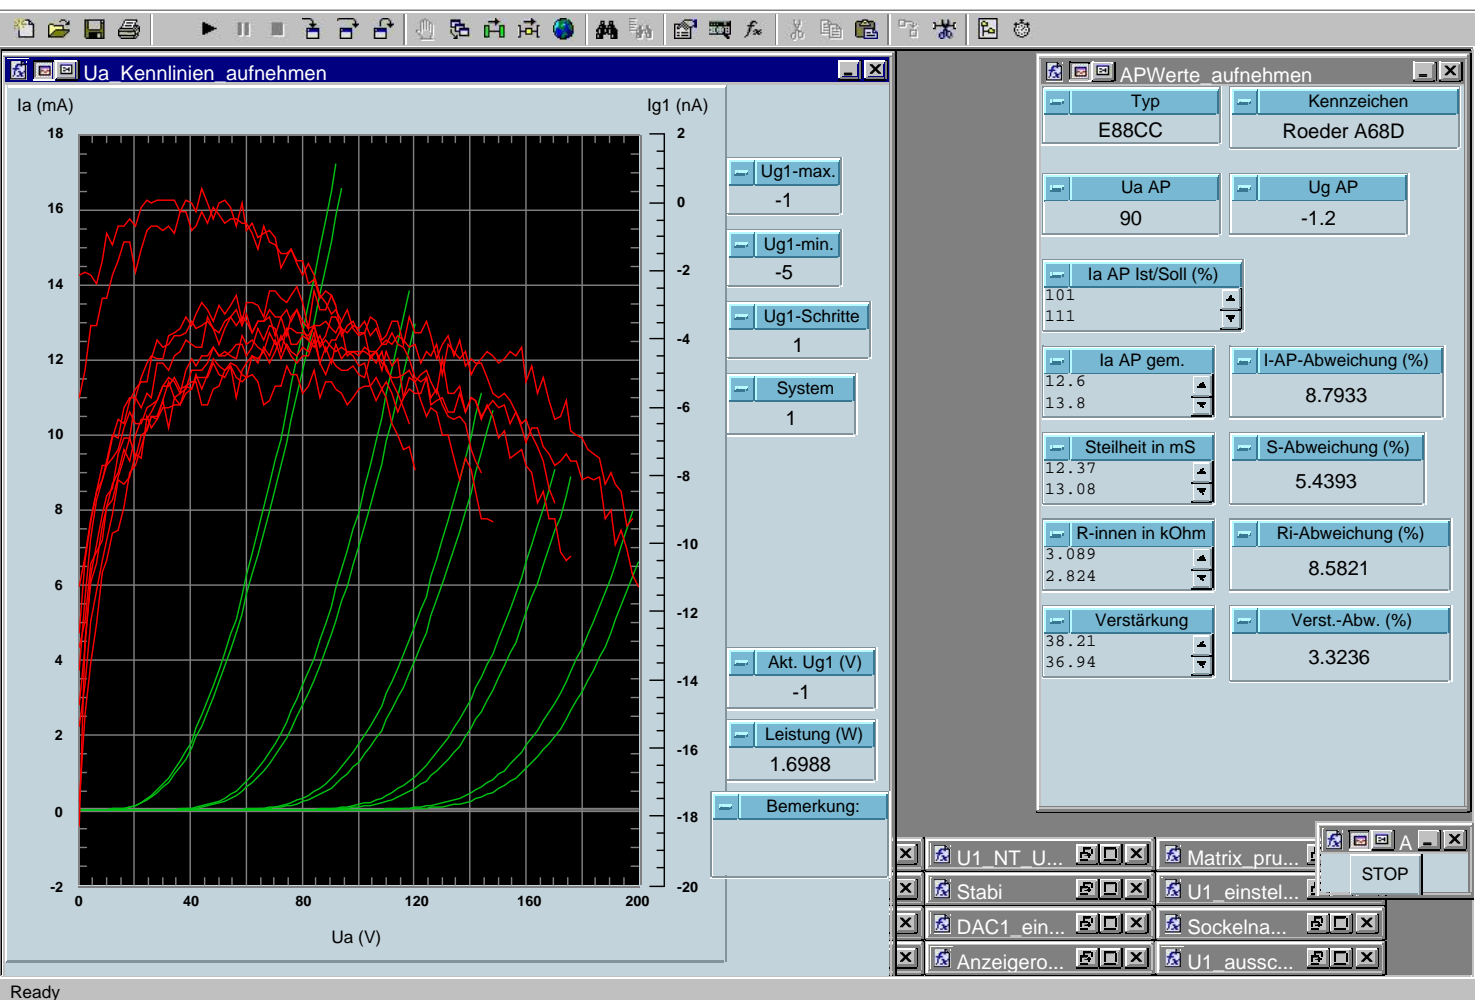 Ua_Kennlinien_aufnehmen
Ia (mA)
Ig1 (nA)
18
16
14
12
10
8
6
4
2
0
-2
2
0
-2
-4
-6
-8
-10
-12
-14
-16
-18
-20
0
40
80
120
160
200
Ua (V)
Ug1-max.
-1
Ug1-min.
-5
Ug1-Schritte
1
System
1
Akt. Ug1 (V)
-1
Leistung (W)
1.6988
Bemerkung:
APWerte_aufnehmen
Typ
E88CC
Kennzeichen
Roeder A68D
Ua AP
90
Ug AP
-1.2
Ia AP Ist/Soll (%)
101
111
Ia AP gem.
12.6
13.8
I-AP-Abweichung (%)
8.7933
Steilheit in mS
12.37
13.08
S-Abweichung (%)
5.4393
R-innen in kOhm
3.089
2.824
Ri-Abweichung (%)
8.5821
Verstärkung
38.21
36.94
Verst.-Abw. (%)
3.3236
A
STOP
U1_NT_U...
Matrix_pru...
Stabi
U1_einstel...
DAC1_ein...
Sockelna...
Anzeigero...
U1_aussc...
Ready